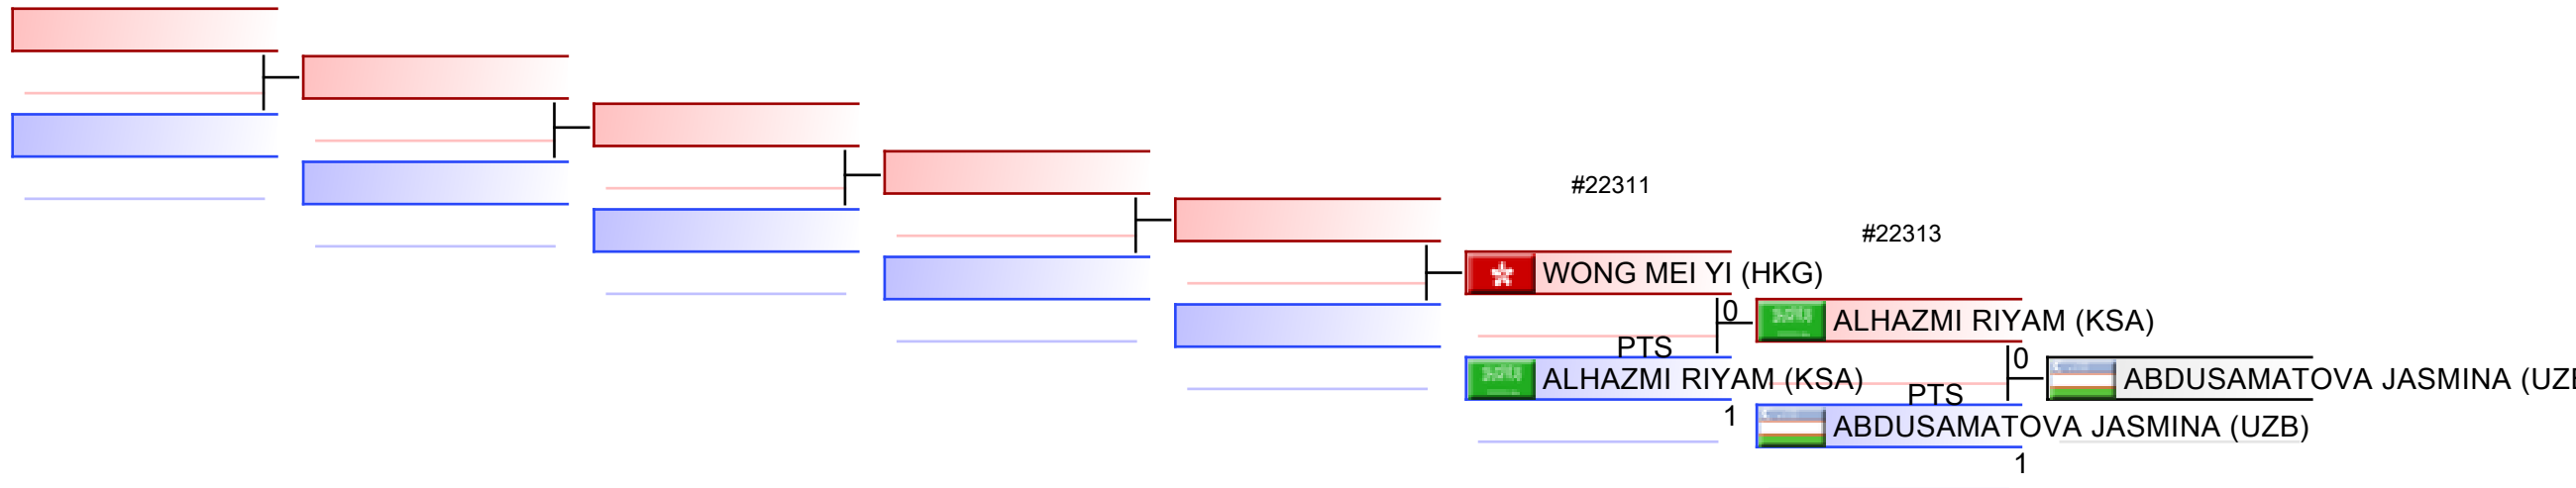 #22311
#22313
WONG MEI YI (HKG)
0
ALHAZMI RIYAM (KSA)
PTS
0
ALHAZMI RIYAM (KSA)
ABDUSAMATOVA JASMINA (UZ
PTS
1
ABDUSAMATOVA JASMINA (UZB)
1